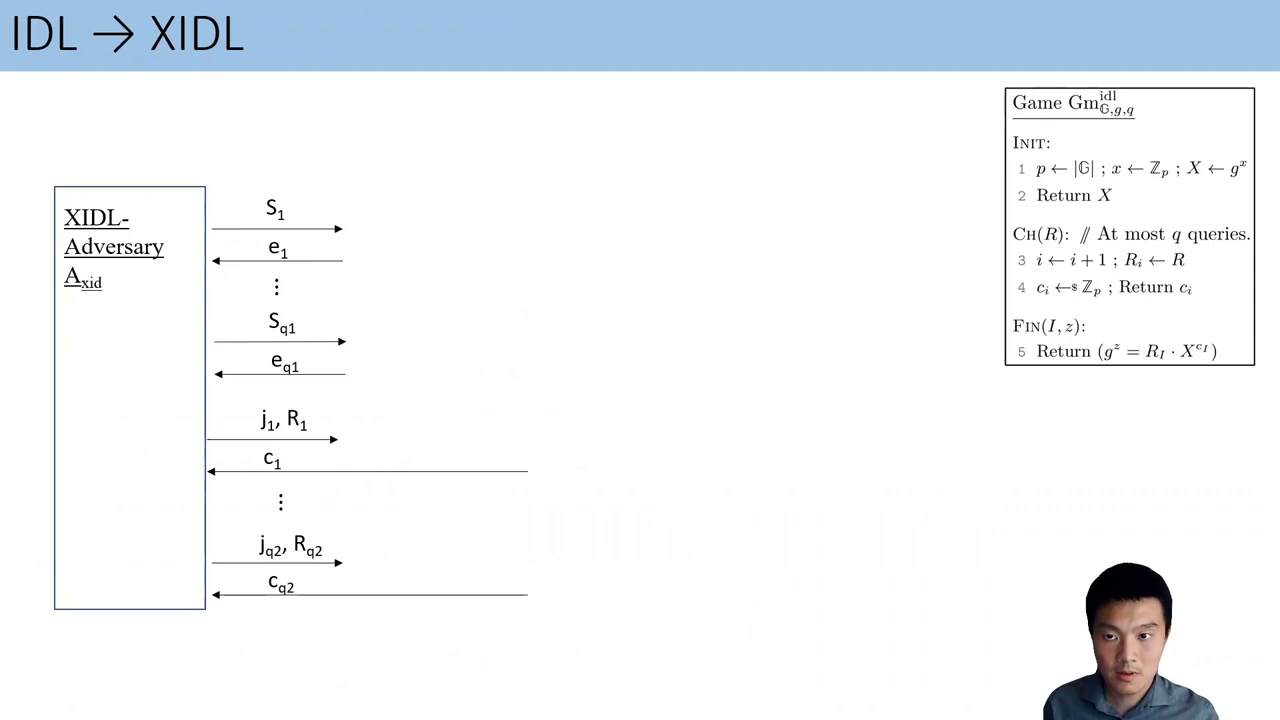 IDL → XIDL
XIDL-
Adversary
A_xid
S_1
e_1
⋮
S_q1
e_q1
j_1, R_1
c_1
⋮
j_q2, R_q2
c_q2
Game Gm^idl_𝔾,g,q
INIT:
1 p ← |𝔾| ; x ← ℤ_p ; X ← g^x
2 Return X
CH(R): // At most q queries.
3 i ← i + 1 ; R_i ← R
4 c_i ←$ ℤ_p ; Return c_i
FIN(I, z):
5 Return (g^z = R_I · X^c_I)